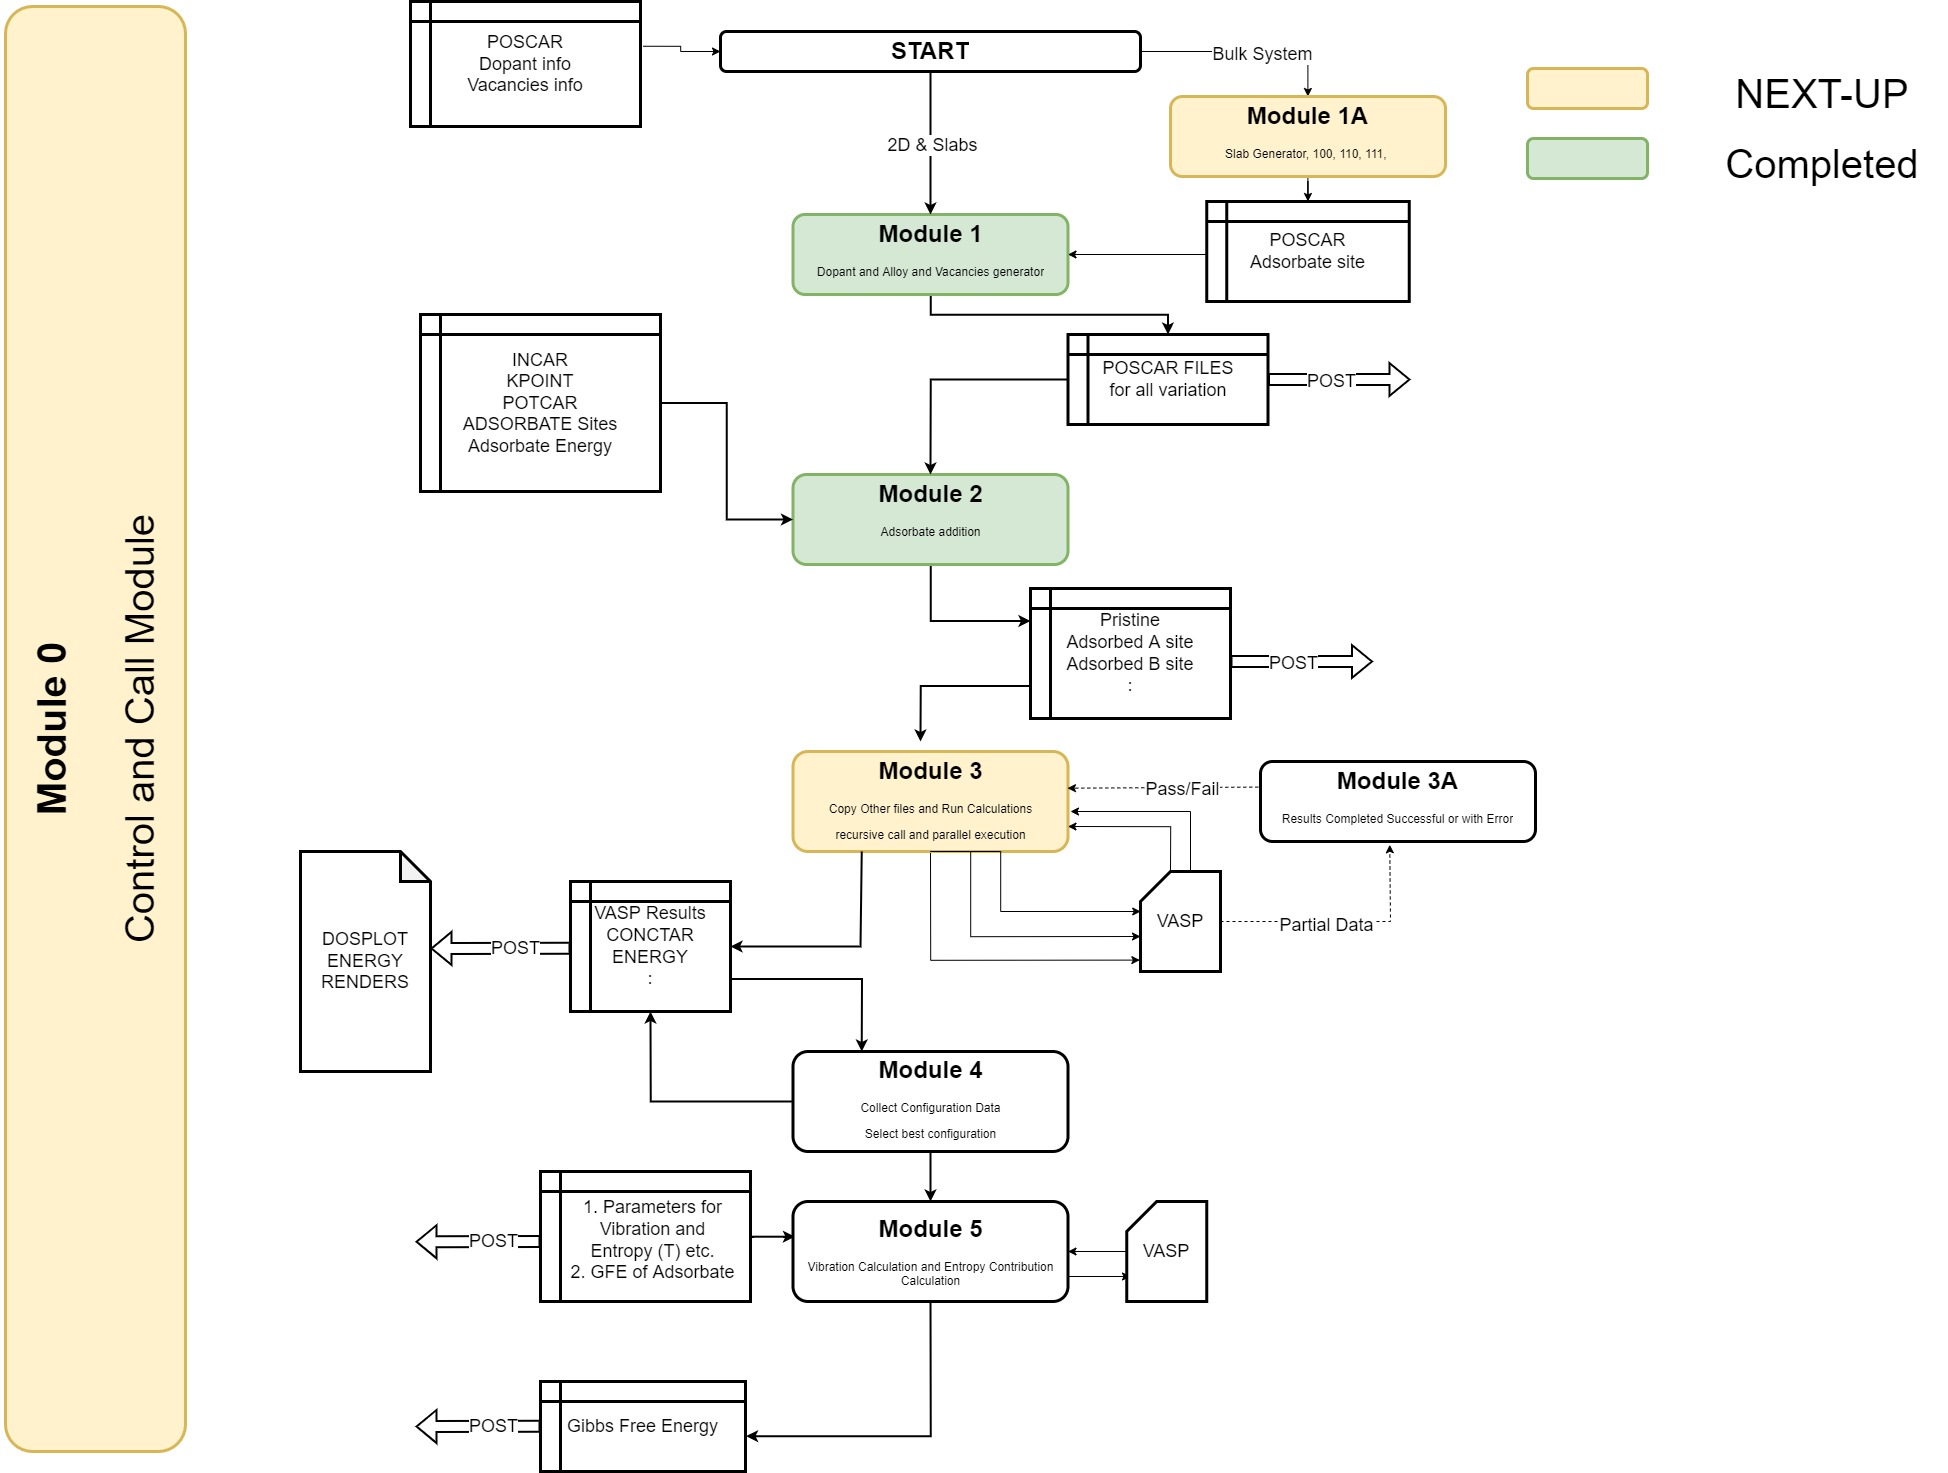 Module 0
Control and Call Module
POSCAR
Dopant info
Vacancies info
START
Bulk System
NEXT-UP
Completed
Module 1A
Slab Generator, 100, 110, 111,
2D & Slabs
Module 1
Dopant and Alloy and Vacancies generator
POSCAR
Adsorbate site
INCAR
KPOINT
POTCAR
ADSORBATE Sites
Adsorbate Energy
POSCAR FILES
for all variation
POST
Module 2
Adsorbate addition
Pristine
Adsorbed A site
Adsorbed B site
:
POST
Module 3
Copy Other files and Run Calculations
recursive call and parallel execution
Pass/Fail
Module 3A
Results Completed Successful or with Error
VASP
Partial Data
DOSPLOT
ENERGY
RENDERS
POST
VASP Results
CONCTAR
ENERGY
:
Module 4
Collect Configuration Data
Select best configuration
POST
1. Parameters for
Vibration and
Entropy (T) etc.
2. GFE of Adsorbate
Module 5
Vibration Calculation and Entropy Contribution
Calculation
VASP
POST
Gibbs Free Energy